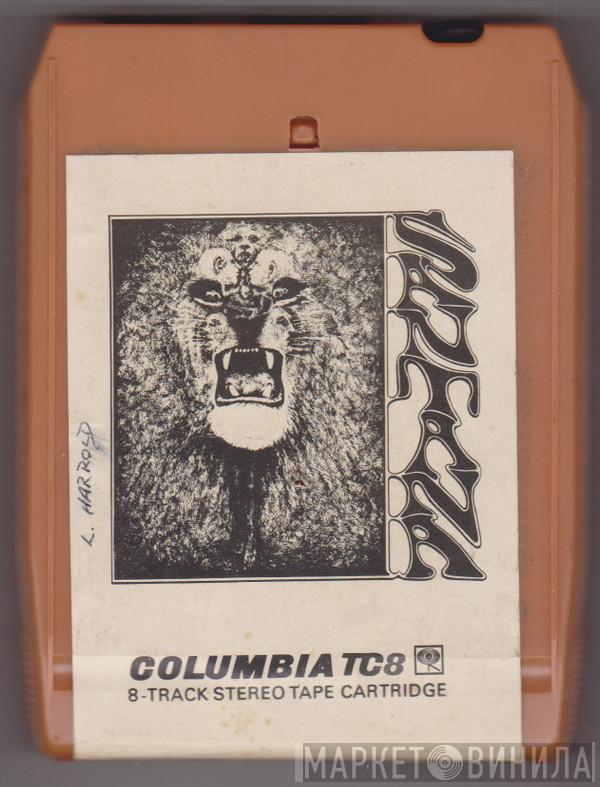 SANTANA
L. HARROLD
COLUMBIA TC8
8-TRACK STEREO TAPE CARTRIDGE
МАРКЕТ ВИНИЛА